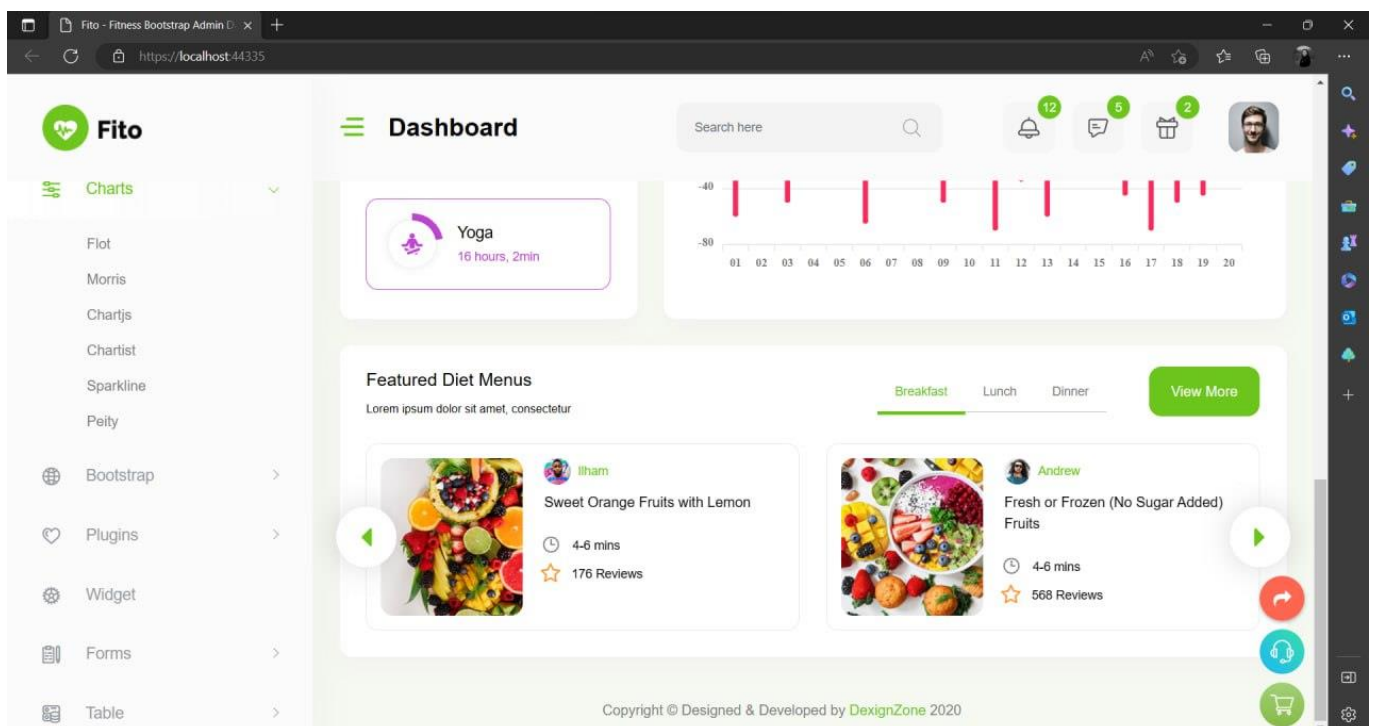 Fito - Fitness Bootstrap Admin D
https://localhost:44335
Fito
Dashboard
Search here
12
5
2
Charts
Flot
Morris
Chartjs
Chartist
Sparkline
Peity
Bootstrap
Plugins
Widget
Forms
Table
Yoga
16 hours, 2min
-40
-80
01 02 03 04 05 06 07 08 09 10 11 12 13 14 15 16 17 18 19 20
Featured Diet Menus
Lorem ipsum dolor sit amet, consectetur
Breakfast Lunch Dinner
View More
Ilham
Sweet Orange Fruits with Lemon
4-6 mins
176 Reviews
Andrew
Fresh or Frozen (No Sugar Added)
Fruits
4-6 mins
568 Reviews
Copyright © Designed & Developed by DexignZone 2020